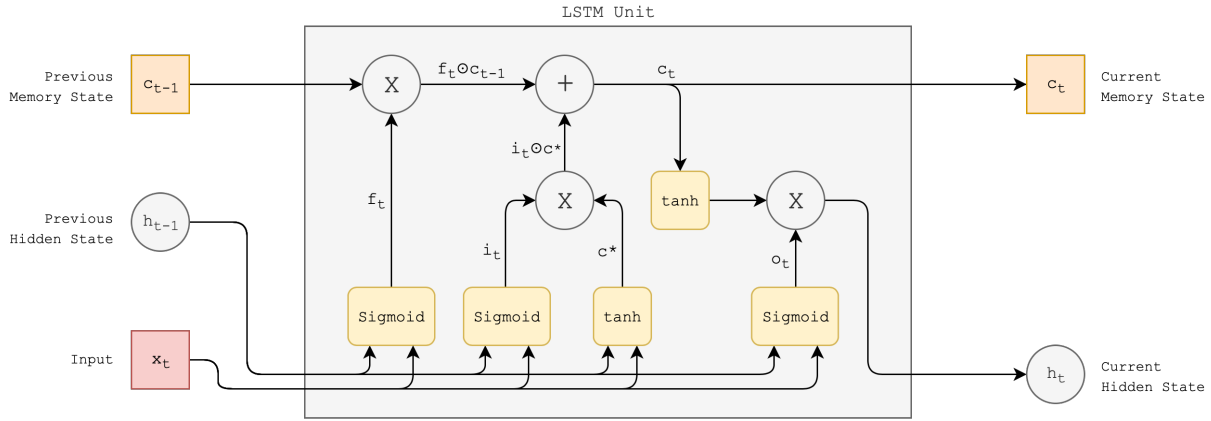 LSTM Unit
Previous
Memory State
c_{t-1}
X
f_t⊙c_{t-1}
+
c_t
c_t
Current
Memory State
i_t⊙c*
Previous
Hidden State
h_{t-1}
f_t
X
tanh
X
i_t
c*
o_t
Sigmoid
Sigmoid
tanh
Sigmoid
Input
x_t
h_t
Current
Hidden State